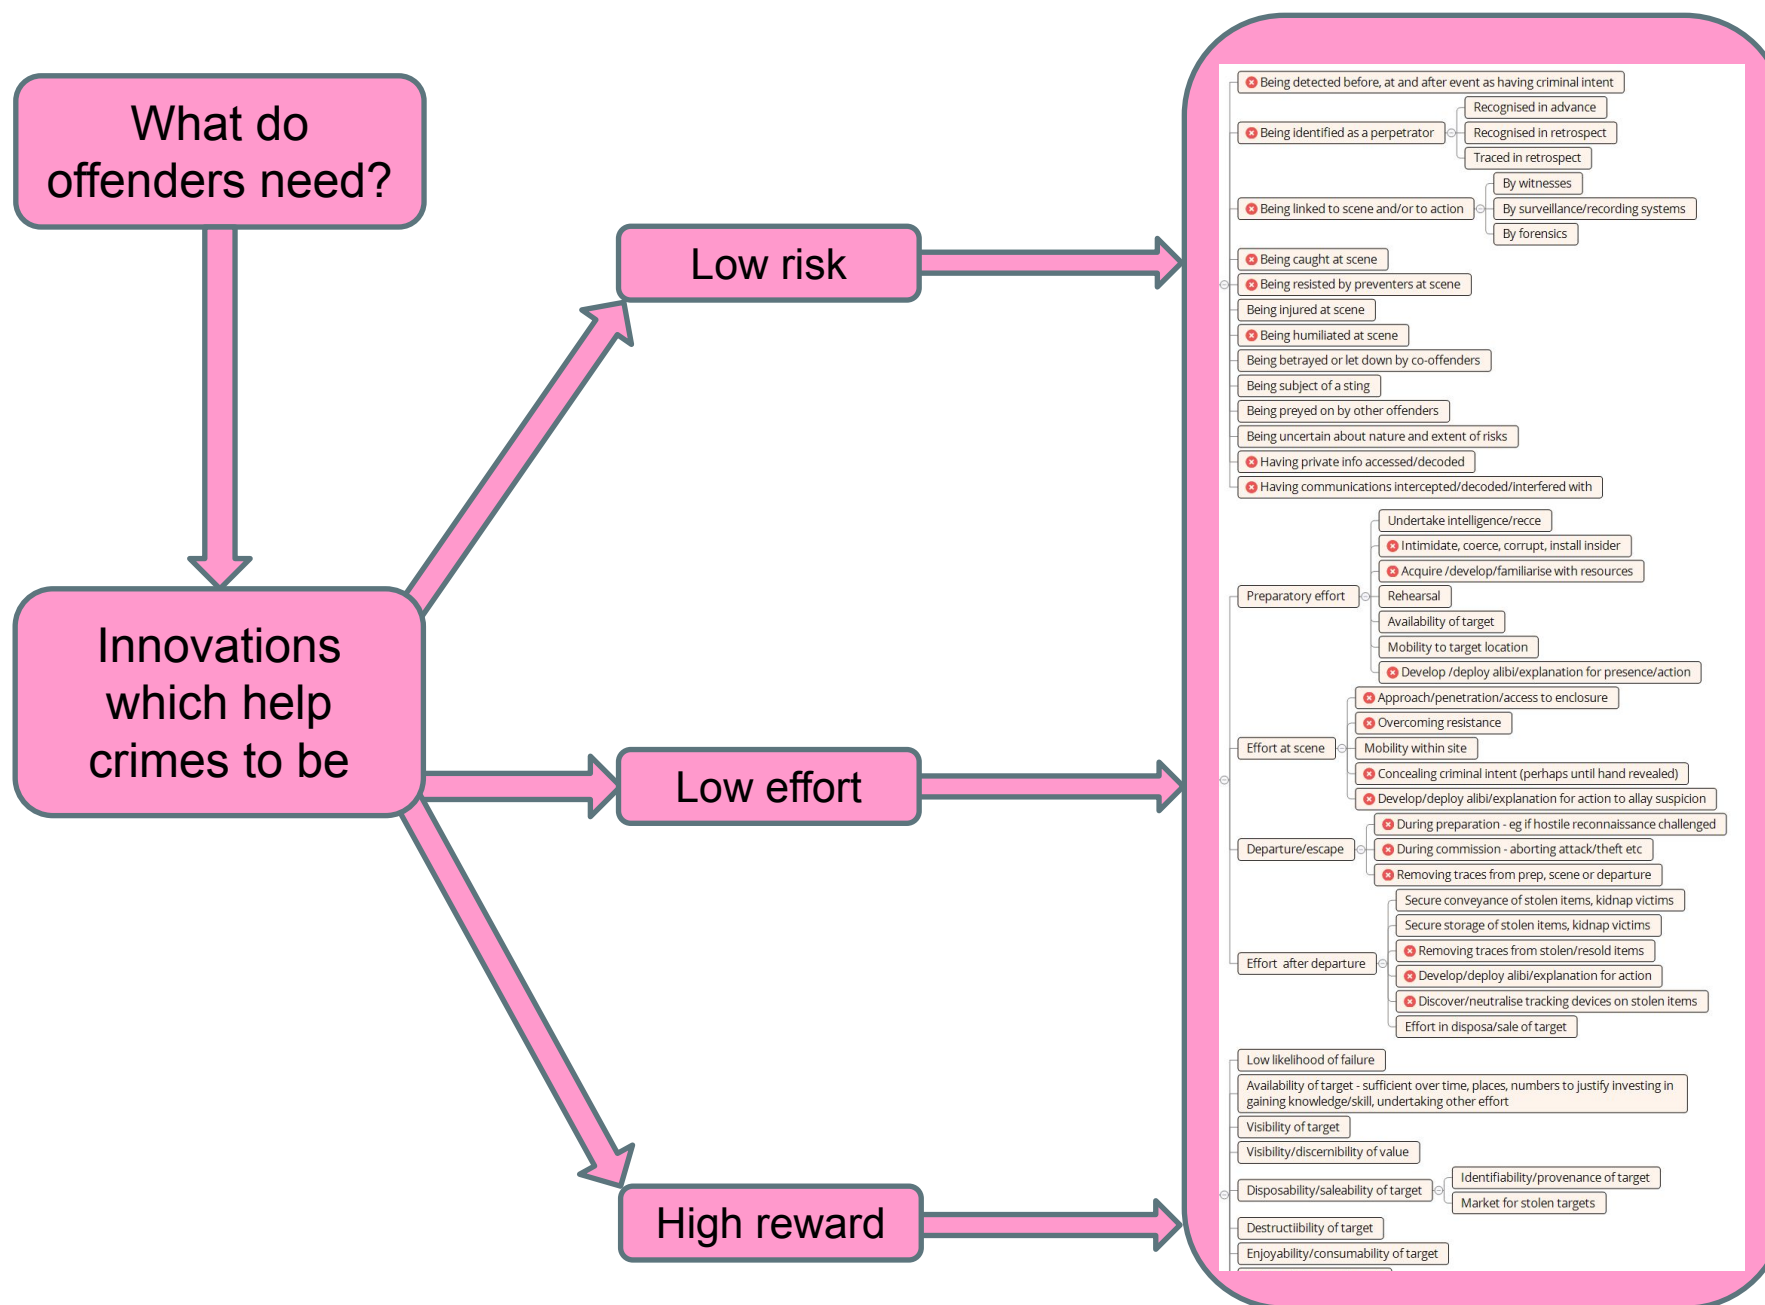 What do
offenders need?
Innovations
which help
crimes to be
Low risk
Low effort
High reward
Being detected before, at and after event as having criminal intent
Being identified as a perpetrator
Recognised in advance
Recognised in retrospect
Traced in retrospect
Being linked to scene and/or to action
By witnesses
By surveillance/recording systems
By forensics
Being caught at scene
Being resisted by preventers at scene
Being injured at scene
Being humiliated at scene
Being betrayed or let down by co-offenders
Being subject of a sting
Being preyed on by other offenders
Being uncertain about nature and extent of risks
Having private info accessed/decoded
Having communications intercepted/decoded/interfered with
Preparatory effort
Undertake intelligence/recce
Intimidate, coerce, corrupt, install insider
Acquire /develop/familiarise with resources
Rehearsal
Availability of target
Mobility to target location
Develop /deploy alibi/explanation for presence/action
Effort at scene
Approach/penetration/access to enclosure
Overcoming resistance
Mobility within site
Concealing criminal intent (perhaps until hand revealed)
Develop/deploy alibi/explanation for action to allay suspicion
Departure/escape
During preparation - eg if hostile reconnaissance challenged
During commission - aborting attack/theft etc
Removing traces from prep, scene or departure
Effort after departure
Secure conveyance of stolen items, kidnap victims
Secure storage of stolen items, kidnap victims
Removing traces from stolen/resold items
Develop/deploy alibi/explanation for action
Discover/neutralise tracking devices on stolen items
Effort in disposa/sale of target
Low likelihood of failure
Availability of target - sufficient over time, places, numbers to justify investing in
gaining knowledge/skill, undertaking other effort
Visibility of target
Visibility/discernibility of value
Disposability/saleability of target
Identifiability/provenance of target
Market for stolen targets
Destructiibility of target
Enjoyability/consumability of target